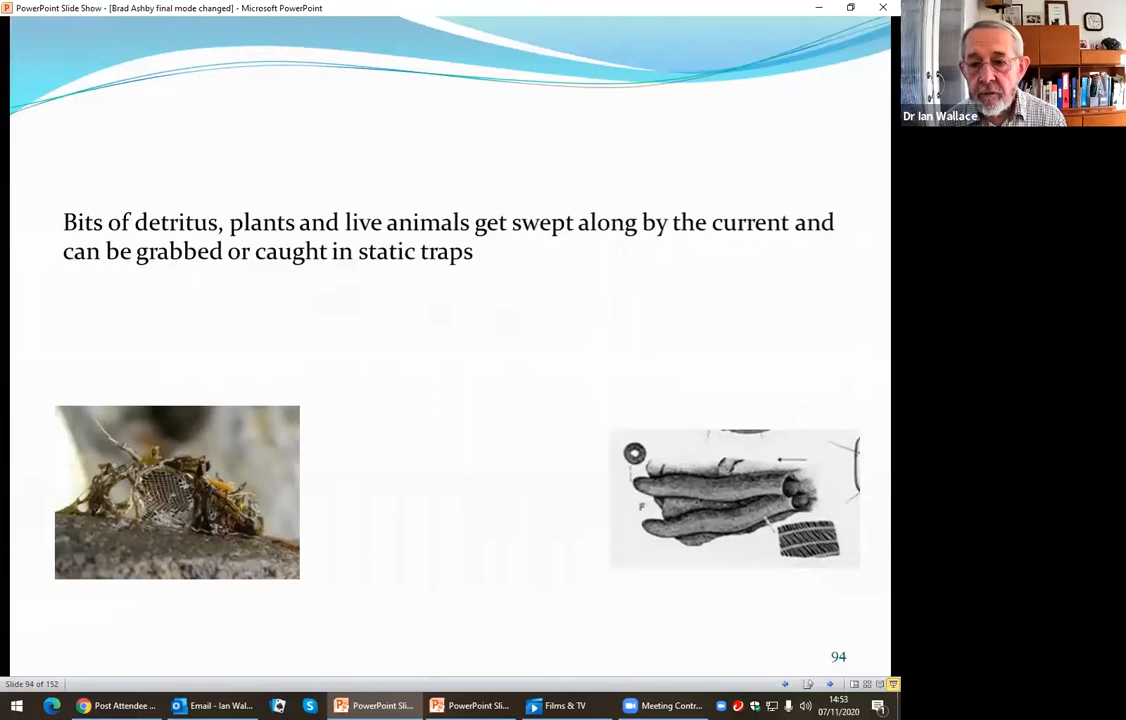 PowerPoint Slide Show - [Brad Ashby final mode changed] - Microsoft PowerPoint
Dr Ian Wallace
Bits of detritus, plants and live animals get swept along by the current and
can be grabbed or caught in static traps
F
94
Slide 94 of 152
Post Attendee ...
Email - Ian Wal...
PowerPoint Sli...
PowerPoint Sli...
Films & TV
Meeting Contr...
14:53
07/11/2020